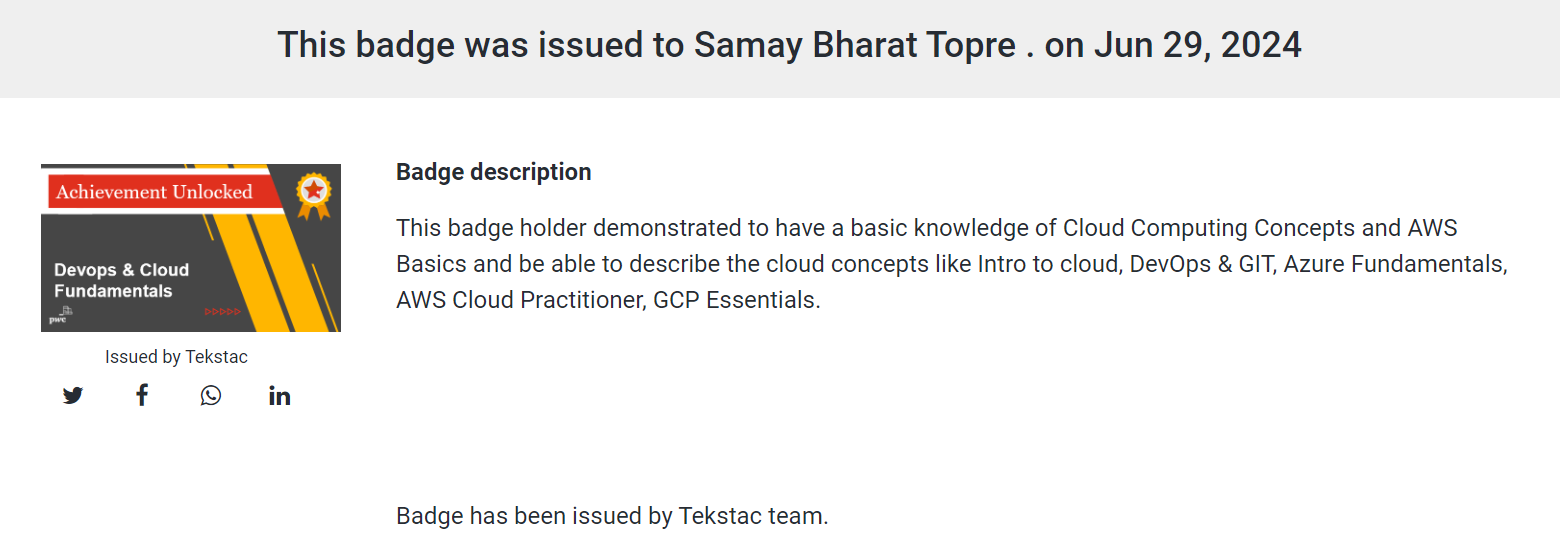 This badge was issued to Samay Bharat Topre . on Jun 29, 2024
Achievement Unlocked
Devops & Cloud
Fundamentals
pwc
Issued by Tekstac
Badge description
This badge holder demonstrated to have a basic knowledge of Cloud Computing Concepts and AWS
Basics and be able to describe the cloud concepts like Intro to cloud, DevOps & GIT, Azure Fundamentals,
AWS Cloud Practitioner, GCP Essentials.
Badge has been issued by Tekstac team.